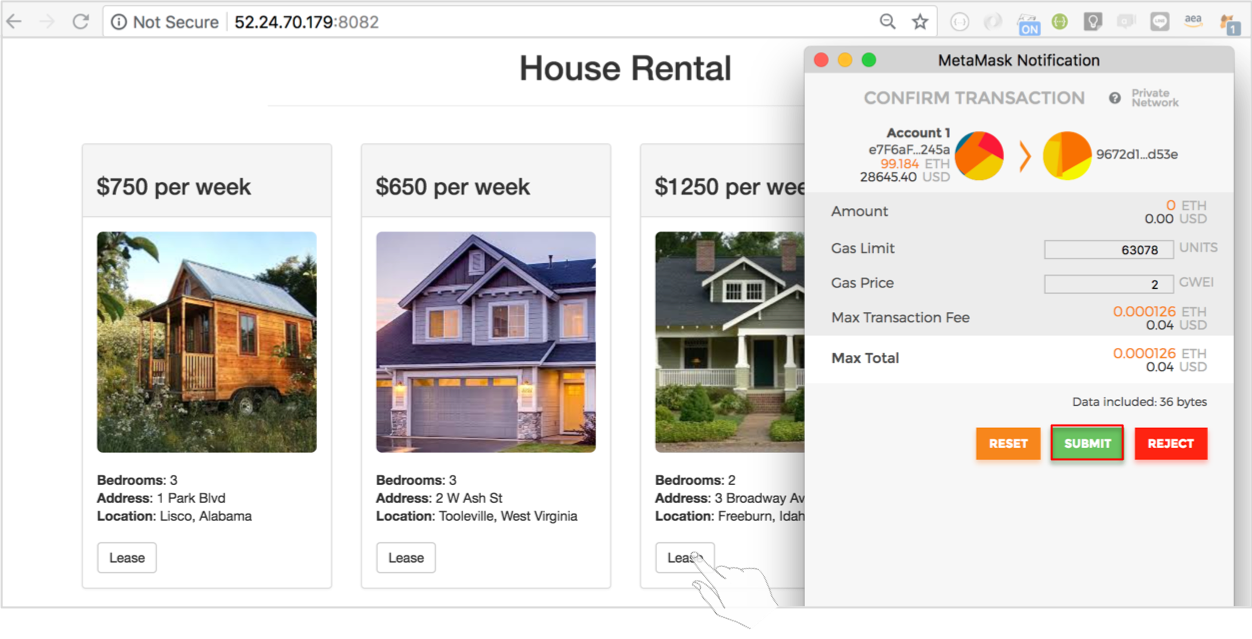 Not Secure 52.24.70.179:8082
ON
aea
1
House Rental
$750 per week
Bedrooms: 3
Address: 1 Park Blvd
Location: Lisco, Alabama
Lease
$650 per week
Bedrooms: 3
Address: 2 W Ash St
Location: Tooleville, West Virginia
Lease
$1250 per wee
Bedrooms: 2
Address: 3 Broadway Av
Location: Freeburn, Idah
Lease
MetaMask Notification
CONFIRM TRANSACTION ? Private
Network
Account 1
e7F6aF...245a
99.184 ETH
28645.40 USD
9672d1...d53e
Amount 0 ETH
0.00 USD
Gas Limit 63078 UNITS
Gas Price 2 GWEI
Max Transaction Fee 0.000126 ETH
0.04 USD
Max Total 0.000126 ETH
0.04 USD
Data included: 36 bytes
RESET SUBMIT REJECT